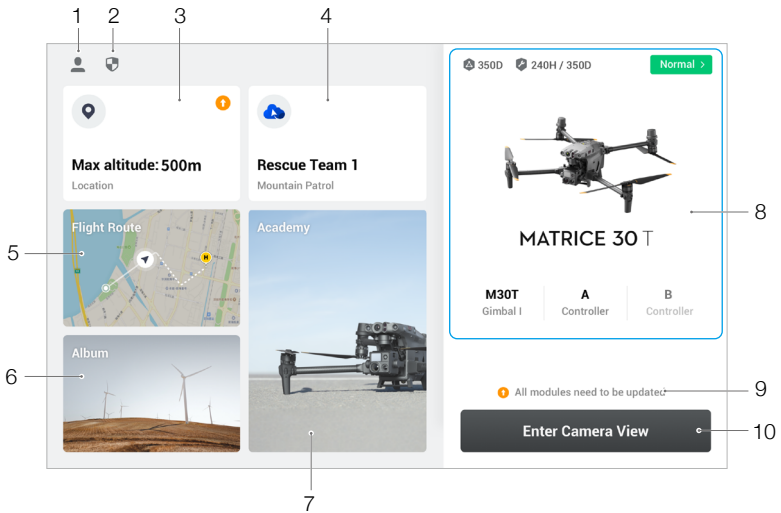 1
2
3
4
350D
240H / 350D
Normal >
Max altitude: 500m
Location
Rescue Team 1
Mountain Patrol
Flight Route
H
Academy
5
8
MATRICE 30 T
M30T
Gimbal I
A
Controller
B
Controller
Album
6
All modules need to be updated
9
Enter Camera View
10
7